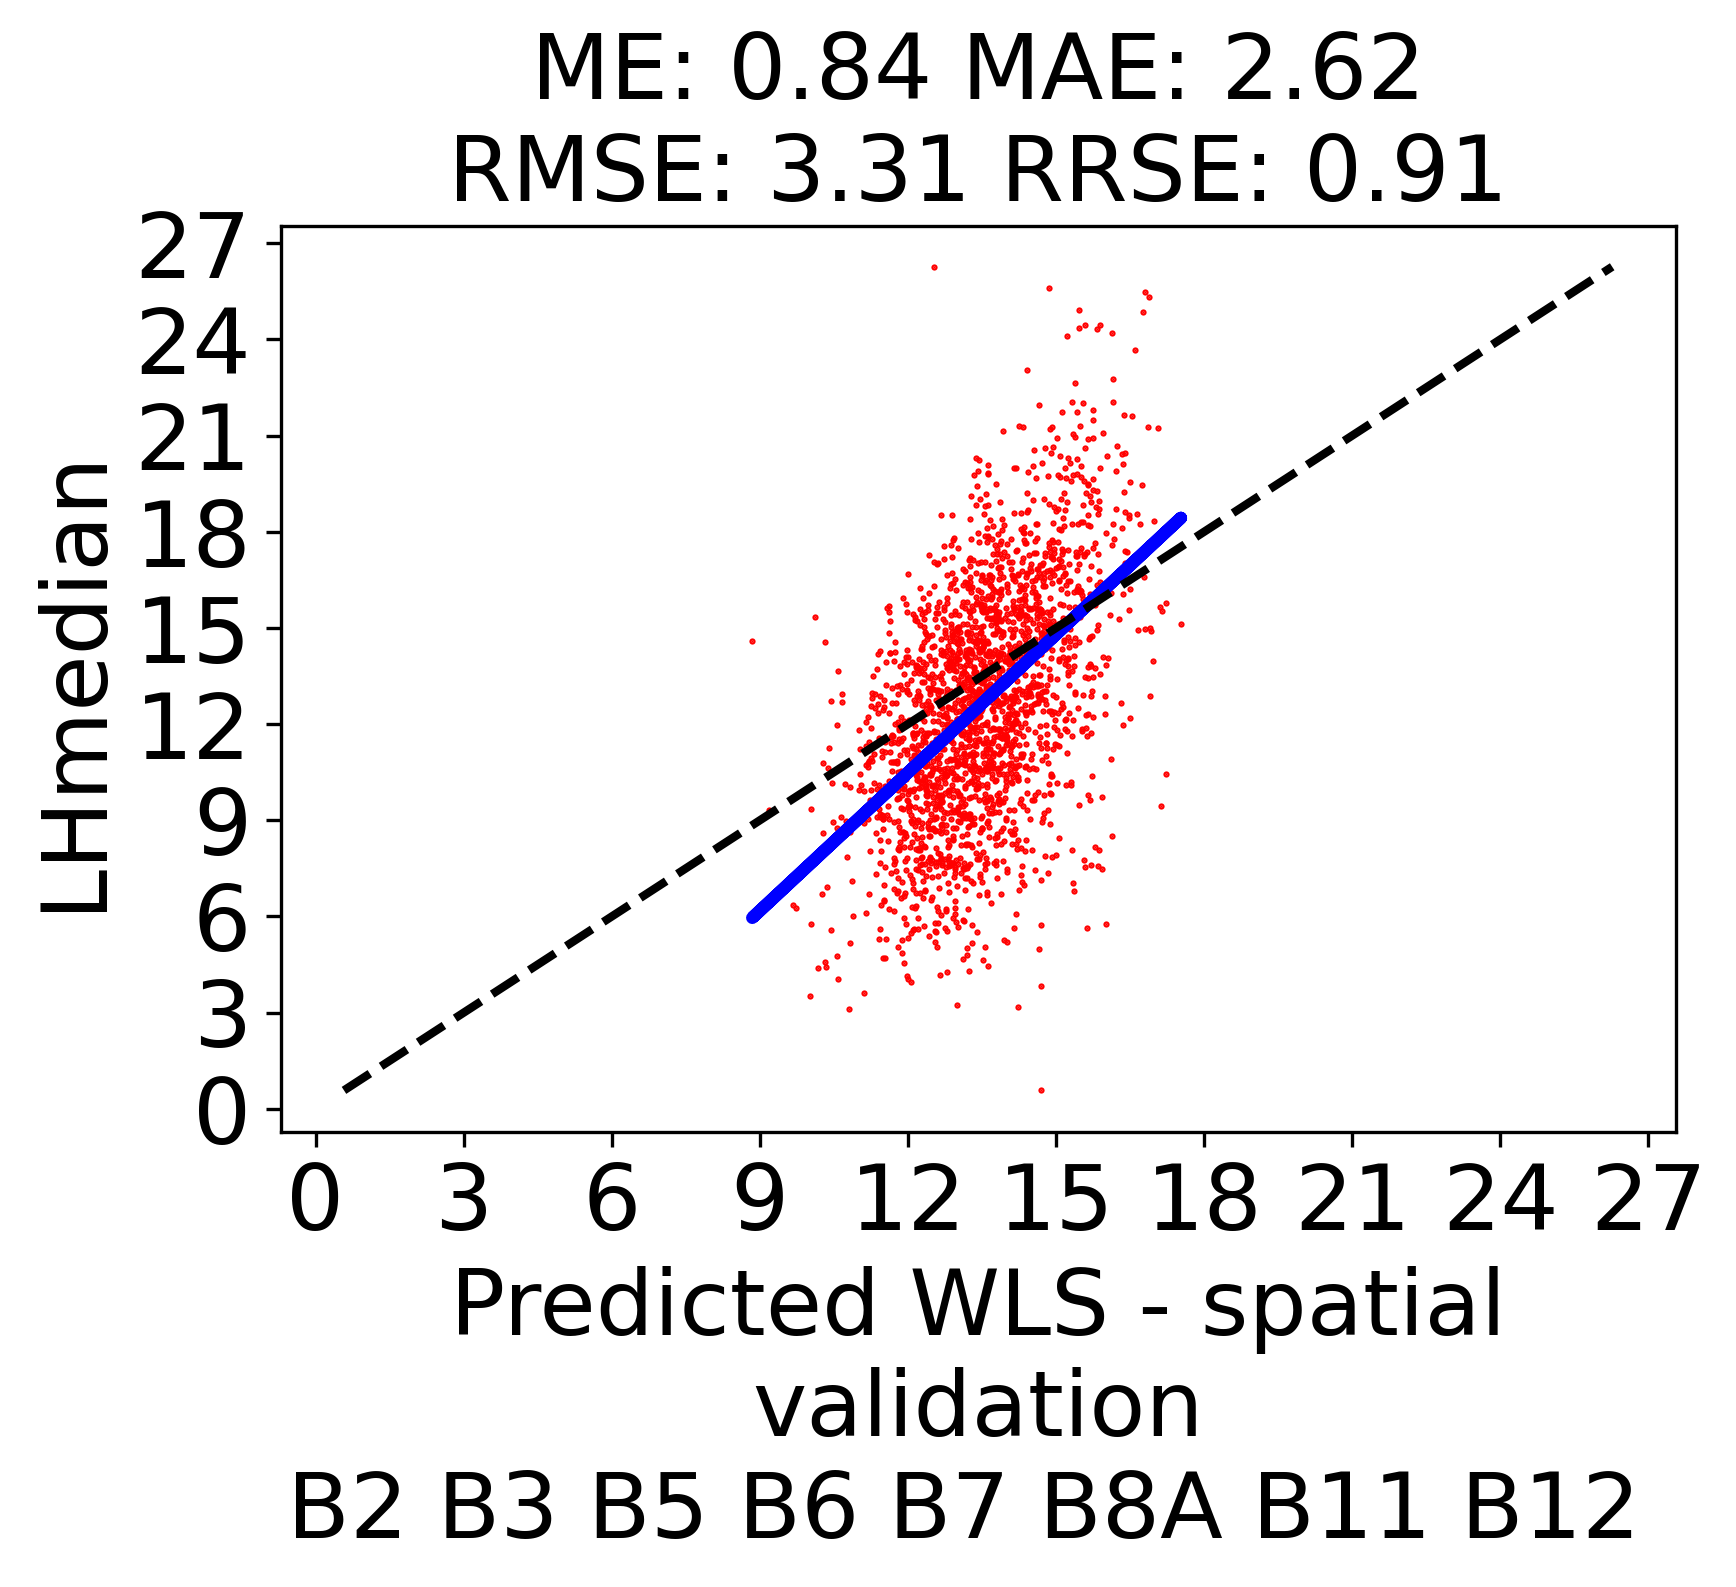 ME: 0.84 MAE: 2.62
RMSE: 3.31 RRSE: 0.91
27
24
21
18
15
12
9
6
3
0
LHmedian
0 3 6 9 12 15 18 21 24 27
Predicted WLS - spatial
validation
B2 B3 B5 B6 B7 B8A B11 B12